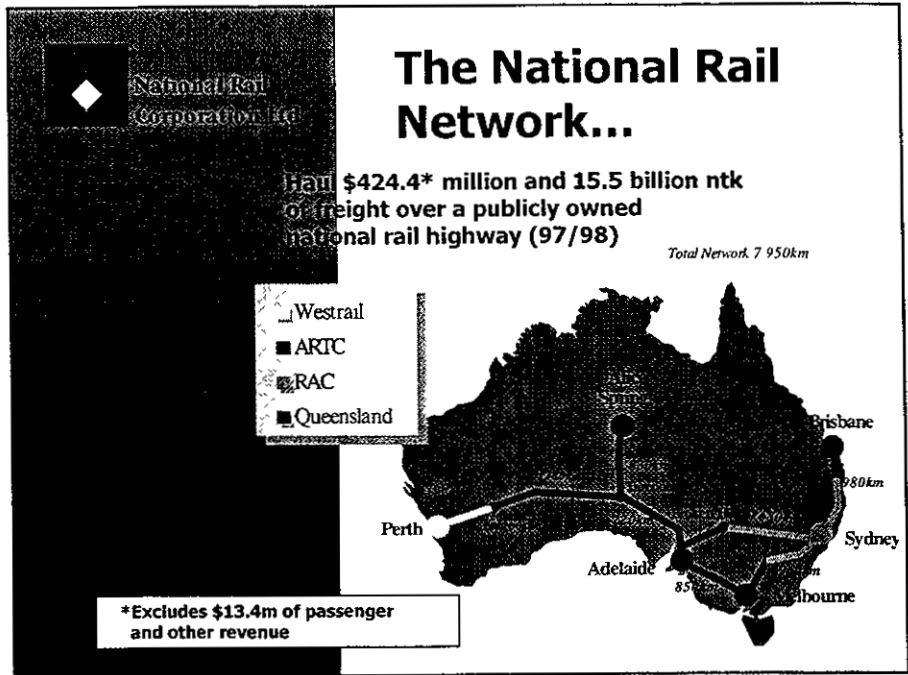 National Rail
Corporation Ltd
The National Rail
Network...
Haul $424.4* million and 15.5 billion ntk
of freight over a publicly owned
national rail highway (97/98)
Total Network 7 950km
Westrail
ARTC
RAC
Queensland
Brisbane
980km
Perth
Sydney
Adelaide
Melbourne
*Excludes $13.4m of passenger
and other revenue